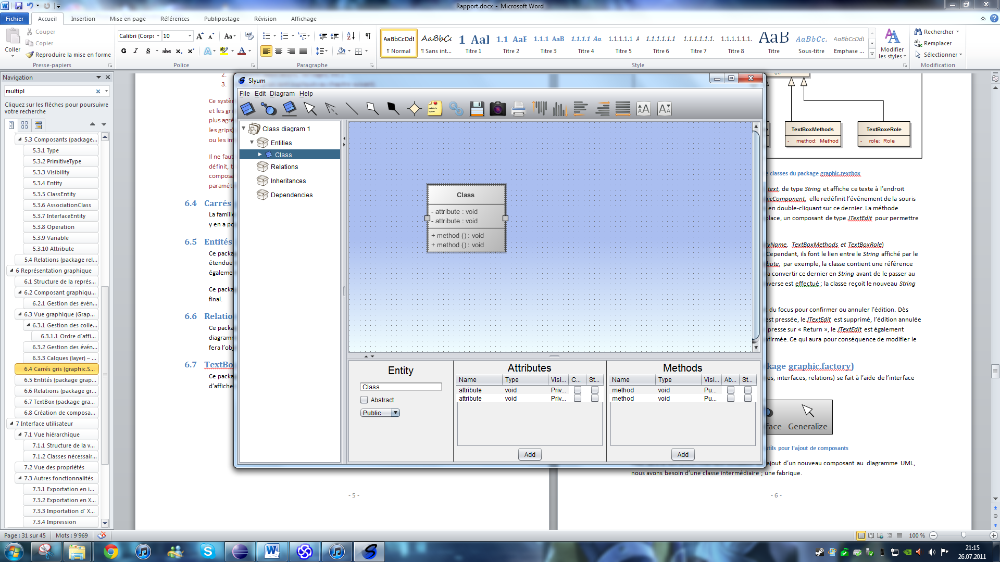 Rapport.docx - Microsoft Word
Fichier Accueil Insertion Mise en page Références Publipostage Révision Affichage
Coller
Couper
Copier
Reproduire la mise en forme
Presse-papiers
Calibri (Corps 10
Police
Paragraphe
AaBbCcDdE AaBbCcDd 1 AaI 1.1 AaB 1.1.1 AaB 1.1.1.1 Aa. 1.1.1.1.1 A 1.1.1.1.1.1 1.1.1.1.1.1. 1.1.1.1.1.1. AaB AaBbCc. AaBbCcDdE
¶ Normal ¶ Sans int... Titre 1 Titre 2 Titre 3 Titre 4 Titre 5 Titre 6 Titre 7 Titre 8 Titre Sous-titre Emphase ...
Style
Modifier
les styles
Rechercher
Remplacer
Sélectionner
Modification
Navigation
multipl
Cliquez sur les flèches pour poursuivre
votre recherche
5.3 Composants (package...
5.3.1 Type
5.3.2 PrimitiveType
5.3.3 Visibility
5.3.4 Entity
5.3.5 ClassEntity
5.3.6 AssociationClass
5.3.7 InterfaceEntity
5.3.8 Operation
5.3.9 Variable
5.3.10 Attribute
5.4 Relations (package rel...
6 Représentation graphique
6.1 Structure de la représ...
6.2 Composant graphiqu...
6.2.1 Gestion des évén...
6.3 Vue graphique (Grap...
6.3.1 Gestion des colle...
6.3.1.1 Ordre d'affi...
6.3.2 Gestion des évén...
6.3.3 Calques (layer) – ...
6.4 Carrés gris (graphic.S...
6.5 Entités (package grap...
6.6 Relations (package gr...
6.7 TextBox (package gra...
6.8 Création de composa...
7 Interface utilisateur
7.1 Vue hiérarchique
7.1.1 Structure de la v...
7.1.2 Classes nécessair...
7.2 Vue des propriétés
7.3 Autres fonctionnalités
7.3.1 Exportation en i...
7.3.2 Exportation en X...
7.3.3 Importation d' X...
7.3.4 Impression
2.
3.
Ce systè
et les gri
plus agré
les grips)
ou les in
Il ne faut
définit, t
composa
paramét
6.4 Carrés
La famille
y en a po
6.5 Entités
Ce packa
étendue
égaleme
Ce packa
final.
6.6 Relatio
Ce packa
diagramm
fera l'obj
6.7 TextBo
Ce packa
d'affiche
- 5 -
Slyum
File Edit Diagram Help
Class diagram 1
Entities
Class
Relations
Inheritances
Dependencies
Class
- attribute : void
- attribute : void
+ method () : void
+ method () : void
Entity
Class
Abstract
Public
Attributes
Name Type Visi... C... St...
attribute void Priv...
attribute void Priv...
Add
Methods
Name Type Visi... Ab... St...
method void Pu...
method void Pu...
Add
TextBoxMethods
- method: Method
TextBoxeRole
- role: Role
e classes du package graphic.textbox
text, de type String et affiche ce texte à l'endroit
hicComponent, elle redéfinit l'événement de la souris
en double-cliquant sur ce dernier. La méthode
place, un composant de type JTextEdit pour permettre
ryName, TextBoxMethods et TextBoxRole)
Cependant, ils font le lien entre le String affiché par le
bute, par exemple, la classe contient une référence
ra convertir ce dernier en String avant de le passer au
nverse est effectué ; la classe reçoit le nouveau String
t du focus pour confirmer ou annuler l'édition. Dès
est pressée, le JTextEdit est supprimé, l'édition annulée
presse sur « Return », le JTextEdit est également
nfirmée. Ce qui aura pour conséquence de modifier le
kage graphic.factory)
ses, interfaces, relations) se fait à l'aide de l'interface
face Generalize
utils pour l'ajout de composants
ajout d'un nouveau composant au diagramme UML,
nous avons besoin d'une classe intermédiaire ; une fabrique.
- 6 -
Page : 31 sur 45 Mots : 9'969
100 %
21:15
26.07.2011